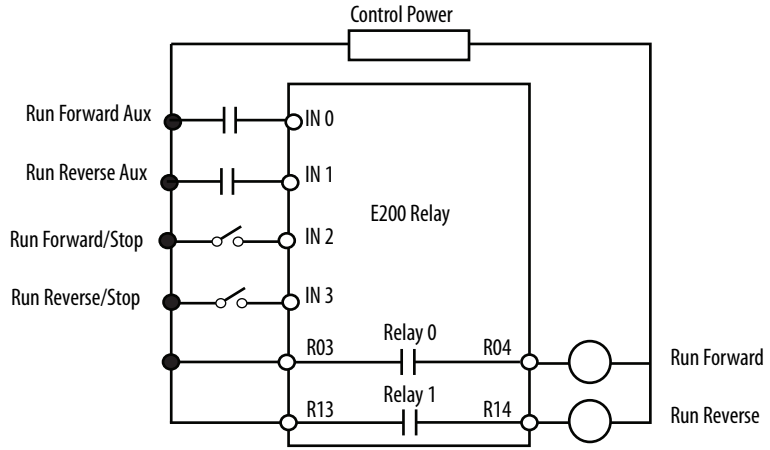 Control Power
Run Forward Aux
IN 0
Run Reverse Aux
IN 1
E200 Relay
Run Forward/Stop
IN 2
Run Reverse/Stop
IN 3
R03
Relay 0
R04
Run Forward
R13
Relay 1
R14
Run Reverse